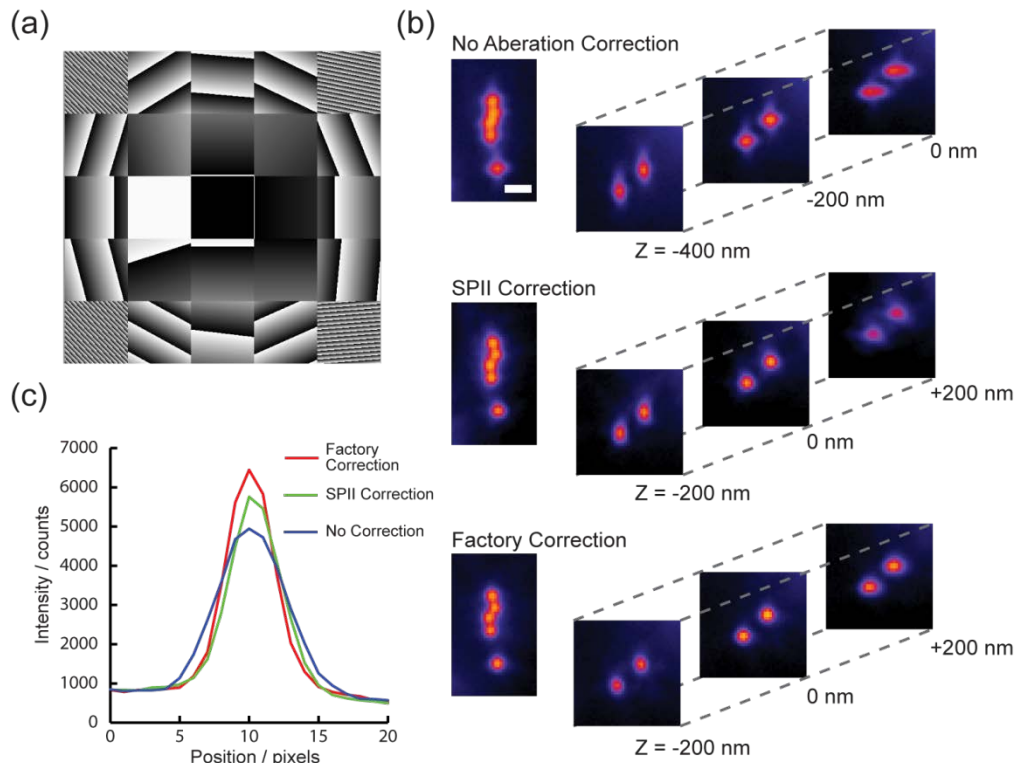 (a)
(b)
No Aberation Correction
Z = -400 nm
-200 nm
0 nm
SPII Correction
Z = -200 nm
0 nm
+200 nm
Factory Correction
Z = -200 nm
0 nm
+200 nm
(c)
7000
6000
5000
4000
3000
2000
1000
0
Intensity / counts
Factory
Correction
SPII Correction
No Correction
0
5
10
15
20
Position / pixels